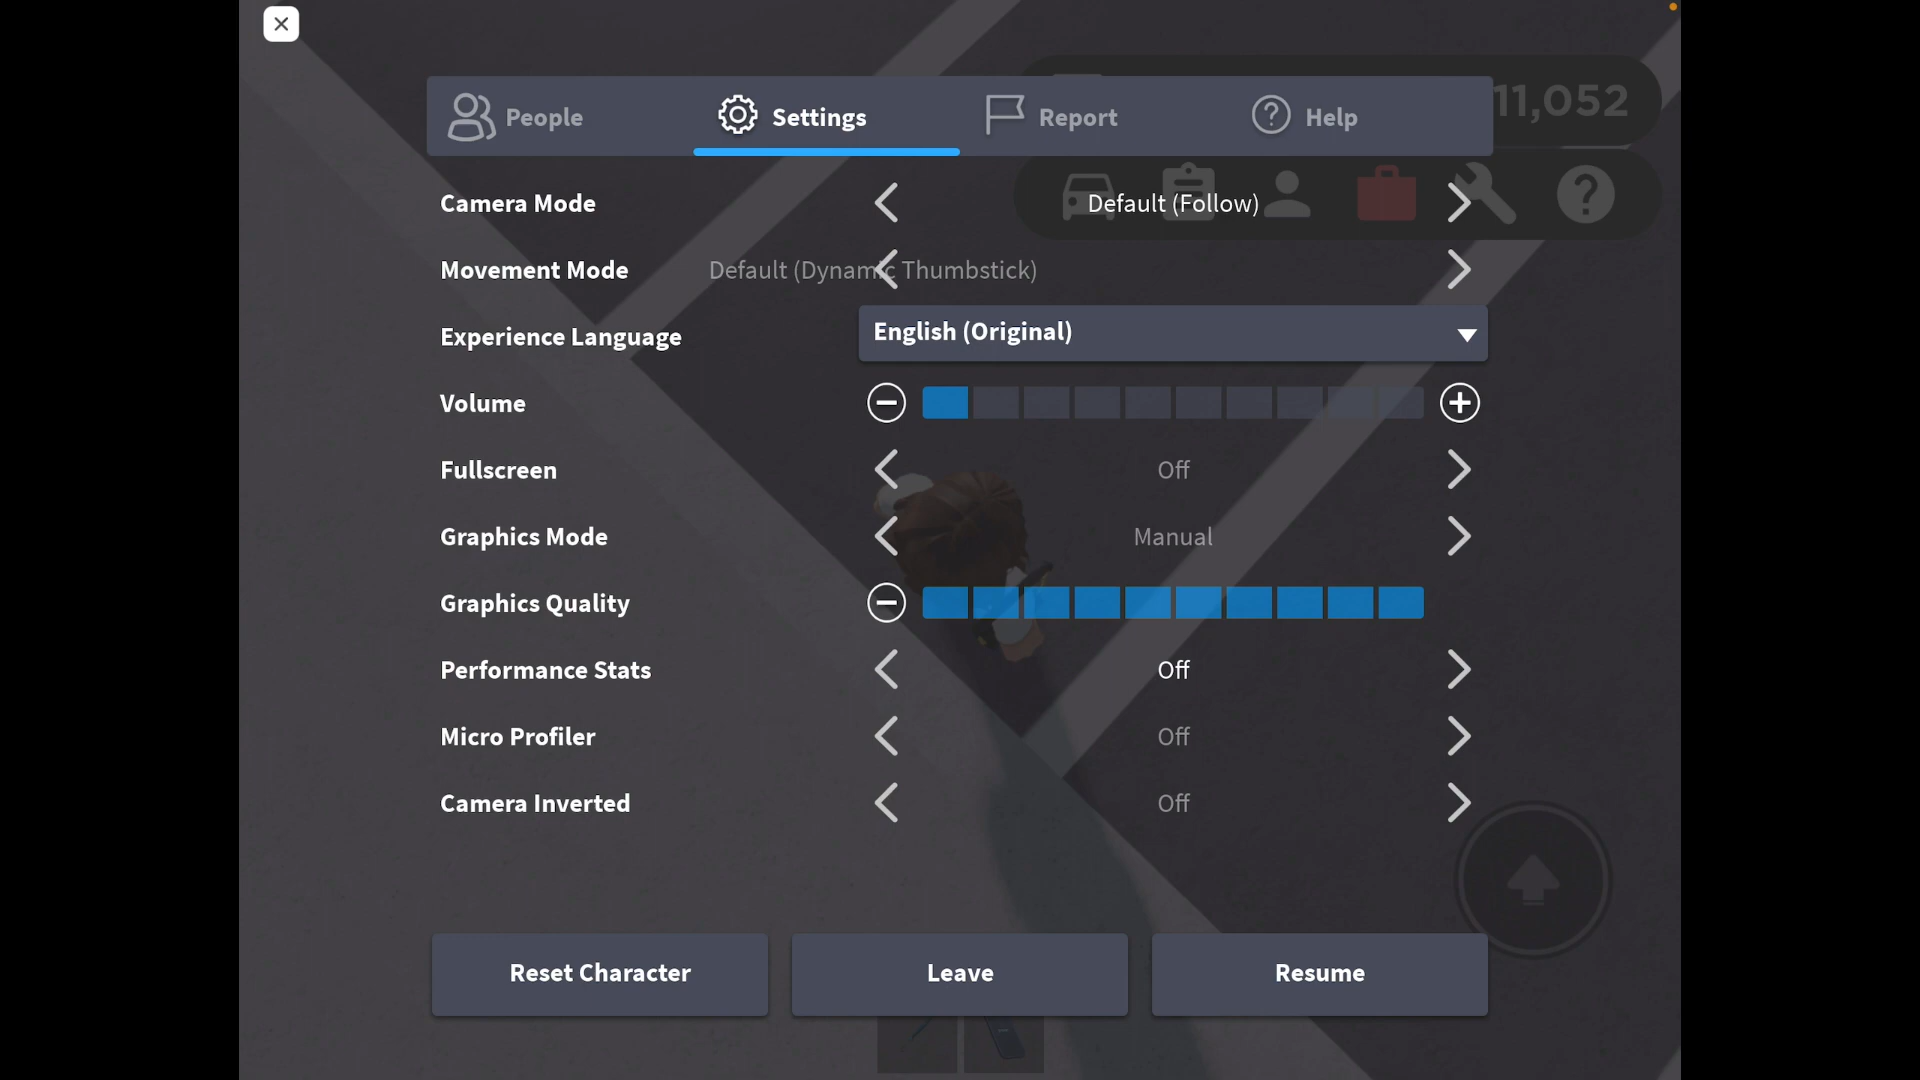 11,052
People Settings Report Help
Camera Mode Default (Follow)
Movement Mode Default (Dynamic Thumbstick)
Experience Language English (Original)
Volume
Fullscreen Off
Graphics Mode Manual
Graphics Quality
Performance Stats Off
Micro Profiler Off
Camera Inverted Off
Reset Character Leave Resume